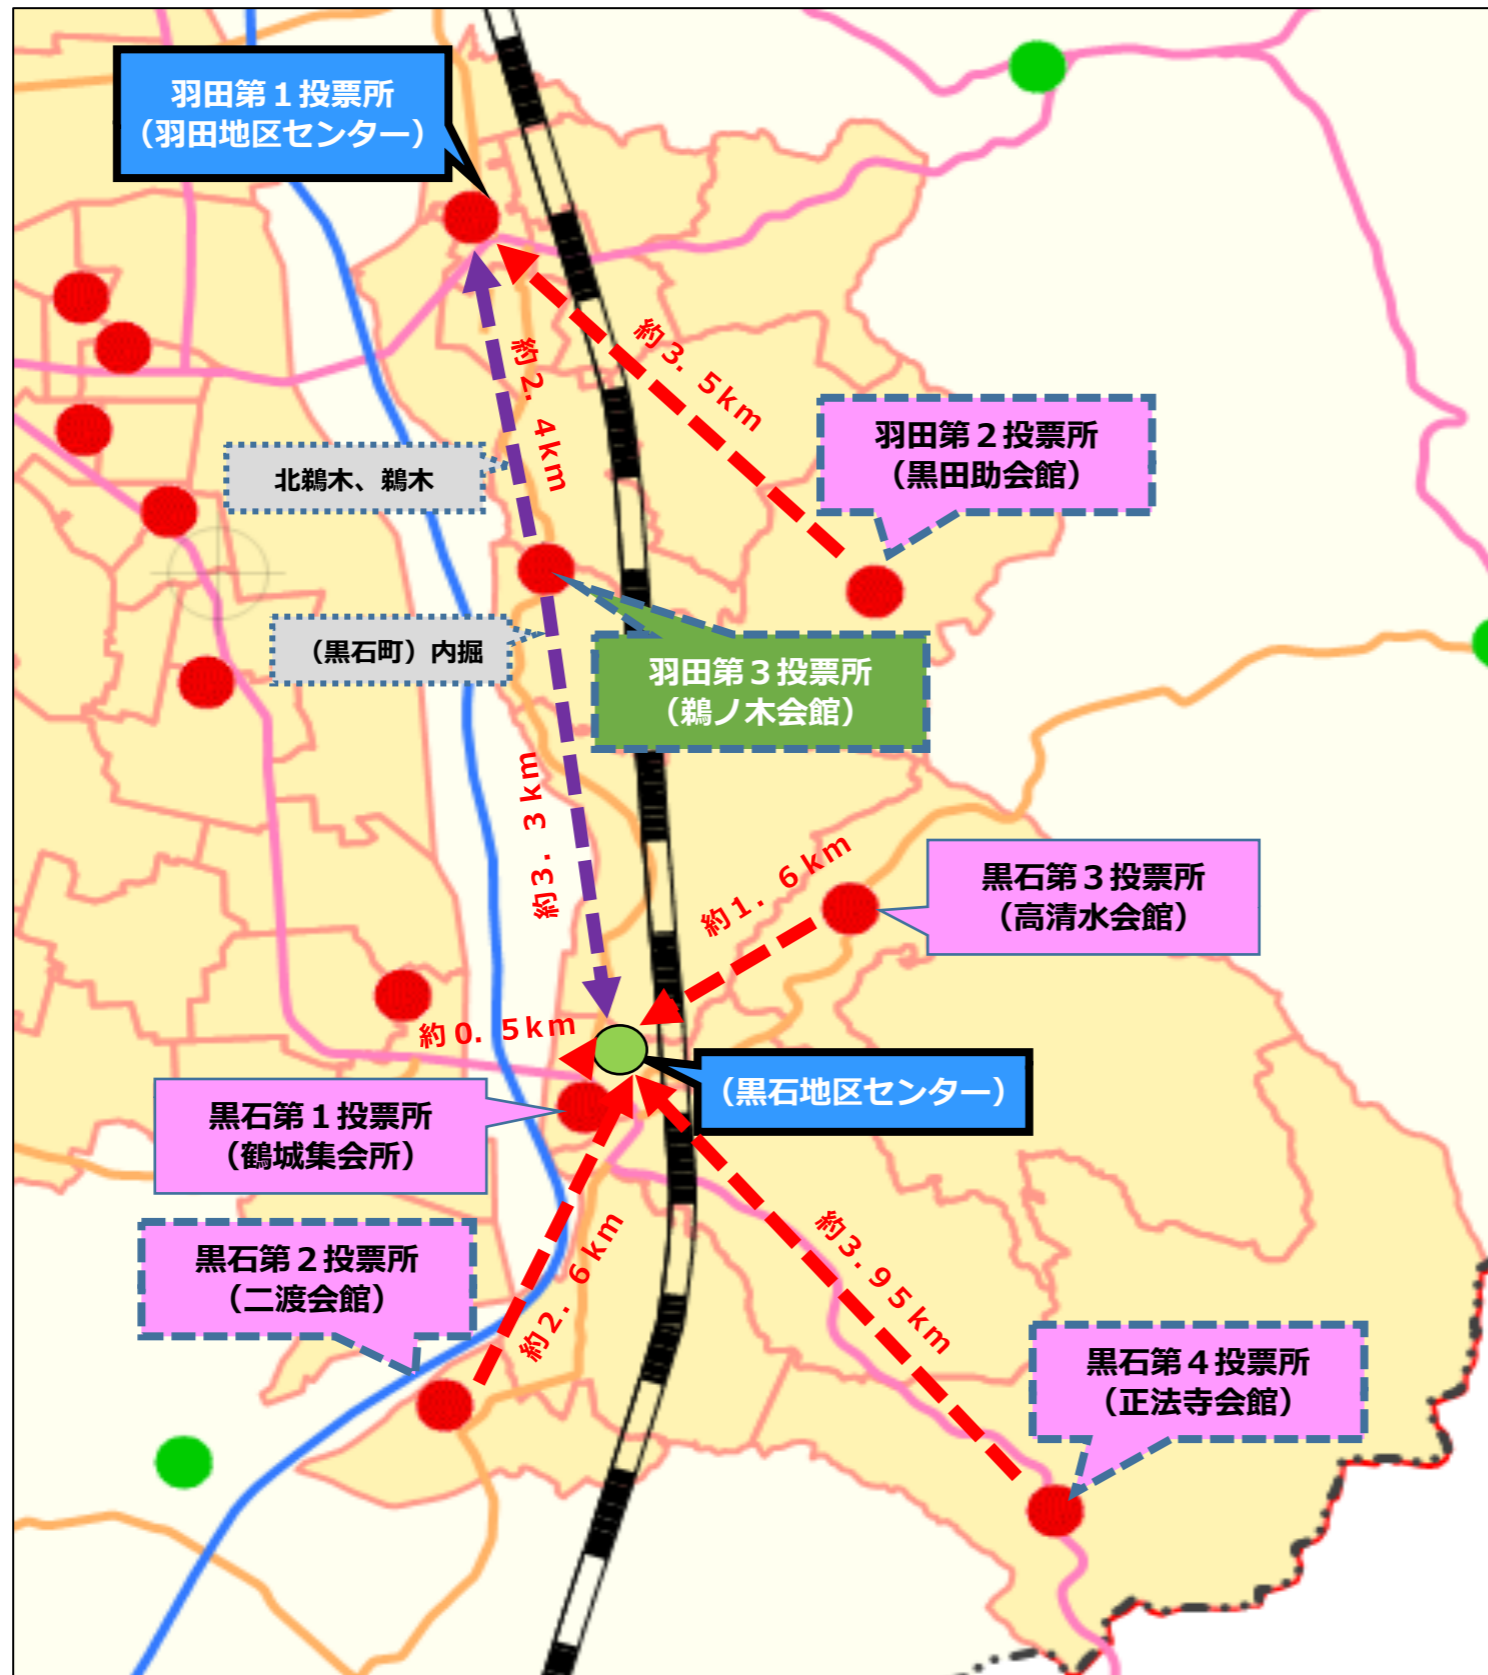 羽田第１投票所
（羽田地区センター）
約３．５km
約２．４km
羽田第２投票所
（黒田助会館）
北鵜木、鵜木
（黒石町）内掘
羽田第３投票所
（鵜ノ木会館）
約３．３km
約１．６km
黒石第３投票所
（高清水会館）
約０．５km
（黒石地区センター）
黒石第１投票所
（鶴城集会所）
黒石第２投票所
（二渡会館）
約２．６km
約３．９５km
黒石第４投票所
（正法寺会館）